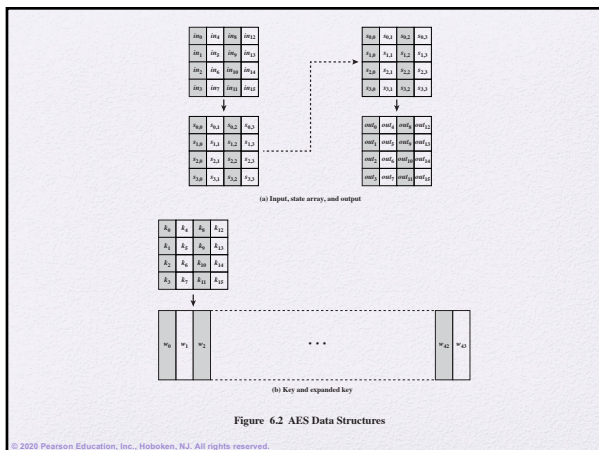 in0 in4 in8 in12
in1 in5 in9 in13
in2 in6 in10 in14
in3 in7 in11 in15
s0,0 s0,1 s0,2 s0,3
s1,0 s1,1 s1,2 s1,3
s2,0 s2,1 s2,2 s2,3
s3,0 s3,1 s3,2 s3,3
s0,0 s0,1 s0,2 s0,3
s1,0 s1,1 s1,2 s1,3
s2,0 s2,1 s2,2 s2,3
s3,0 s3,1 s3,2 s3,3
out0 out4 out8 out12
out1 out5 out9 out13
out2 out6 out10 out14
out3 out7 out11 out15
(a) Input, state array, and output
k0 k4 k8 k12
k1 k5 k9 k13
k2 k6 k10 k14
k3 k7 k11 k15
w0 w1 w2 • • • w42 w43
(b) Key and expanded key
Figure 6.2 AES Data Structures
© 2020 Pearson Education, Inc., Hoboken, NJ. All rights reserved.